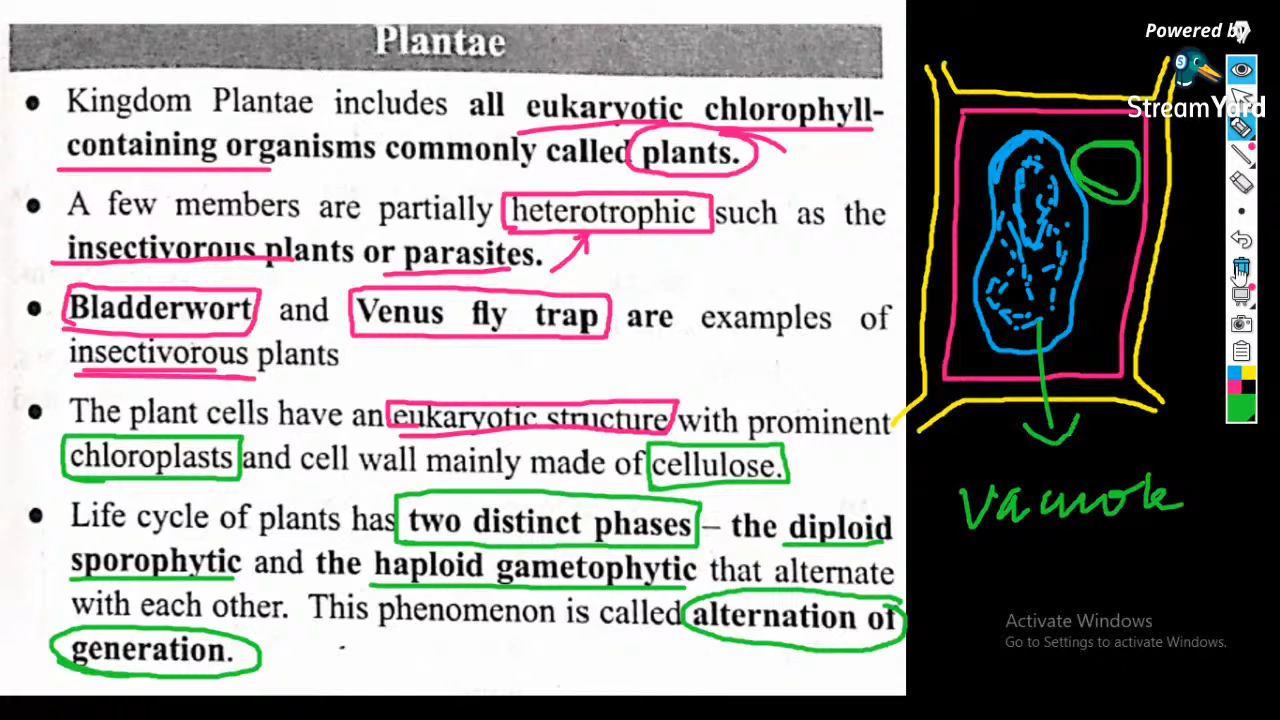 Plantae
• Kingdom Plantae includes all eukaryotic chlorophyll-
containing organisms commonly called plants.
• A few members are partially heterotrophic such as the
insectivorous plants or parasites.
• Bladderwort and Venus fly trap are examples of
insectivorous plants
• The plant cells have an eukaryotic structure with prominent
chloroplasts and cell wall mainly made of cellulose.
• Life cycle of plants has two distinct phases – the diploid
sporophytic and the haploid gametophytic that alternate
with each other. This phenomenon is called alternation of
generation.
Powered by
StreamYard
Vacuole
Activate Windows
Go to Settings to activate Windows.